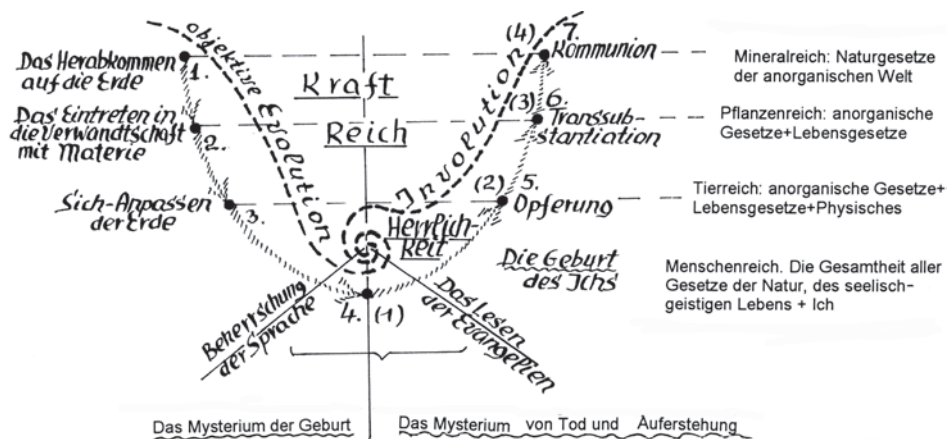 objektive Evolution
Involution
Das Herabkommen
auf die Erde
1.
Kraft
(4) 7.
Kommunion
Mineralreich: Naturgesetze
der anorganischen Welt
Das Eintreten in
die Verwandtschaft
mit Materie
2.
Reich
(3) 6.
Transsub-
stantiation
Pflanzenreich: anorganische
Gesetze+Lebensgesetze
Sich-Anpassen
der Erde
3.
Herrlich-
keit
(2) 5.
Opferung
Tierreich: anorganische Gesetze+
Lebensgesetze+Physisches
Die Geburt
des Ichs
Menschenreich. Die Gesamtheit aller
Gesetze der Natur, des seelisch-
geistigen Lebens + Ich
Beherrschung
der Sprache
4. (1)
Das Lesen
der Evangelien
Das Mysterium der Geburt
Das Mysterium von Tod und Auferstehung